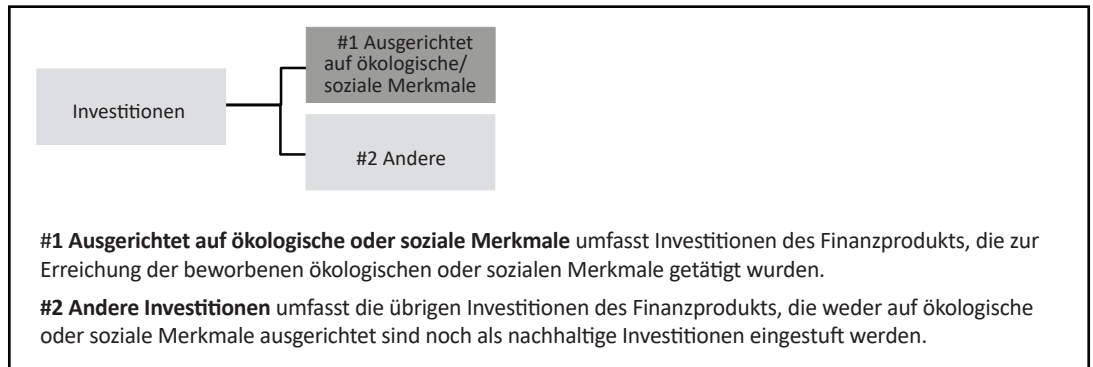 #1 Ausgerichtet
auf ökologische/
soziale Merkmale
Investitionen
#2 Andere
#1 Ausgerichtet auf ökologische oder soziale Merkmale umfasst Investitionen des Finanzprodukts, die zur
Erreichung der beworbenen ökologischen oder sozialen Merkmale getätigt wurden.
#2 Andere Investitionen umfasst die übrigen Investitionen des Finanzprodukts, die weder auf ökologische
oder soziale Merkmale ausgerichtet sind noch als nachhaltige Investitionen eingestuft werden.